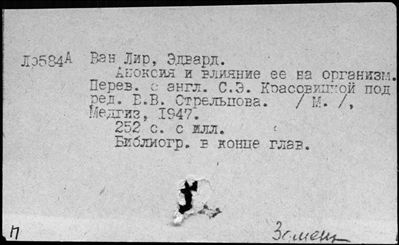 Лр584А Ван Лир, Эдвард.
Аноксия и влияние ее на организм.
Перев. с англ. С.Э. Красовицкой под
ред. В.В. Стрельцова. / М. /,
Медгиз, 1947.
252 с. с илл.
Библиогр. в конце глав.
П